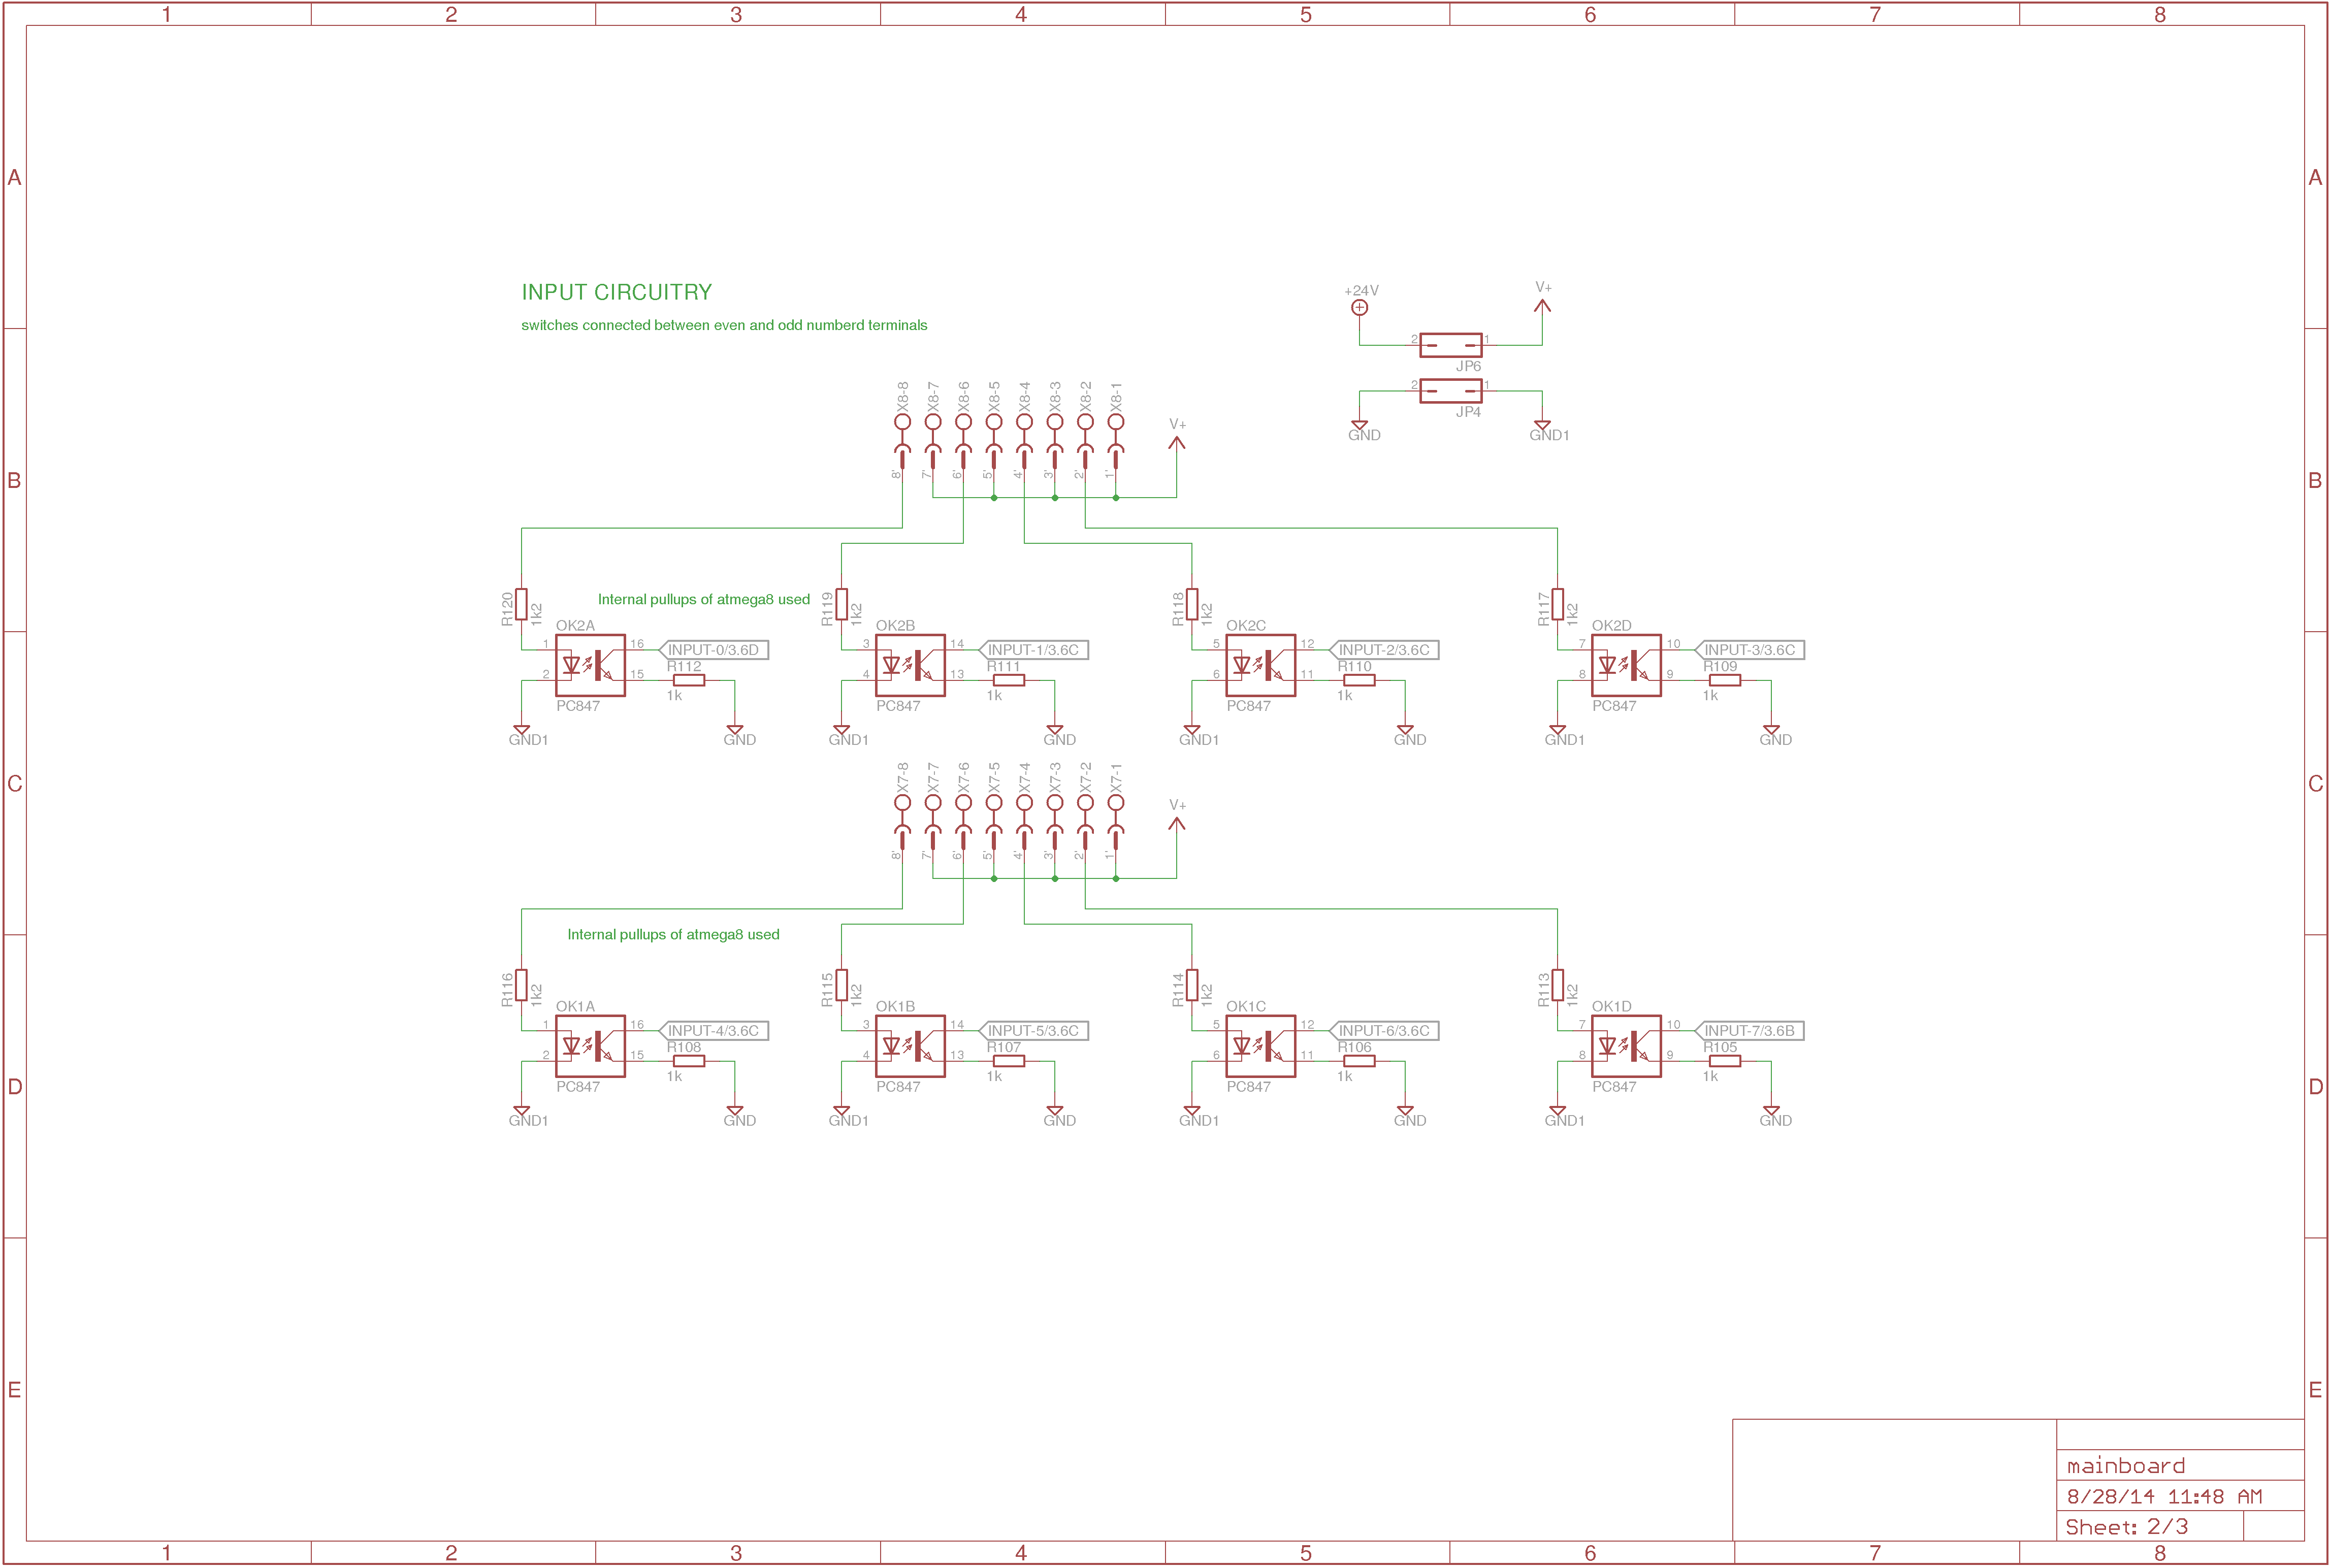 1 2 3 4 5 6 7 8
A A
INPUT CIRCUITRY
switches connected between even and odd numberd terminals
+24V V+
2 1
JP6
2 1
JP4
GND GND1
X8-8 X8-7 X8-6 X8-5 X8-4 X8-3 X8-2 X8-1
V+
8' 7' 6' 5' 4' 3' 2' 1'
B B
Internal pullups of atmega8 used
R120 1k2 R119 1k2 R118 1k2 R117 1k2
OK2A OK2B OK2C OK2D
1 16 INPUT-0/3.6D 3 14 INPUT-1/3.6C 5 12 INPUT-2/3.6C 7 10 INPUT-3/3.6C
R112 R111 R110 R109
2 15 4 13 6 11 8 9
1k 1k 1k 1k
PC847 PC847 PC847 PC847
GND1 GND GND1 GND GND1 GND GND1 GND
X7-8 X7-7 X7-6 X7-5 X7-4 X7-3 X7-2 X7-1
C C
V+
8' 7' 6' 5' 4' 3' 2' 1'
Internal pullups of atmega8 used
R116 1k2 R115 1k2 R114 1k2 R113 1k2
OK1A OK1B OK1C OK1D
1 16 INPUT-4/3.6C 3 14 INPUT-5/3.6C 5 12 INPUT-6/3.6C 7 10 INPUT-7/3.6B
R108 R107 R106 R105
2 15 4 13 6 11 8 9
1k 1k 1k 1k
PC847 PC847 PC847 PC847
D D
GND1 GND GND1 GND GND1 GND GND1 GND
E E
mainboard
8/28/14 11:48 AM
Sheet: 2/3
1 2 3 4 5 6 7 8